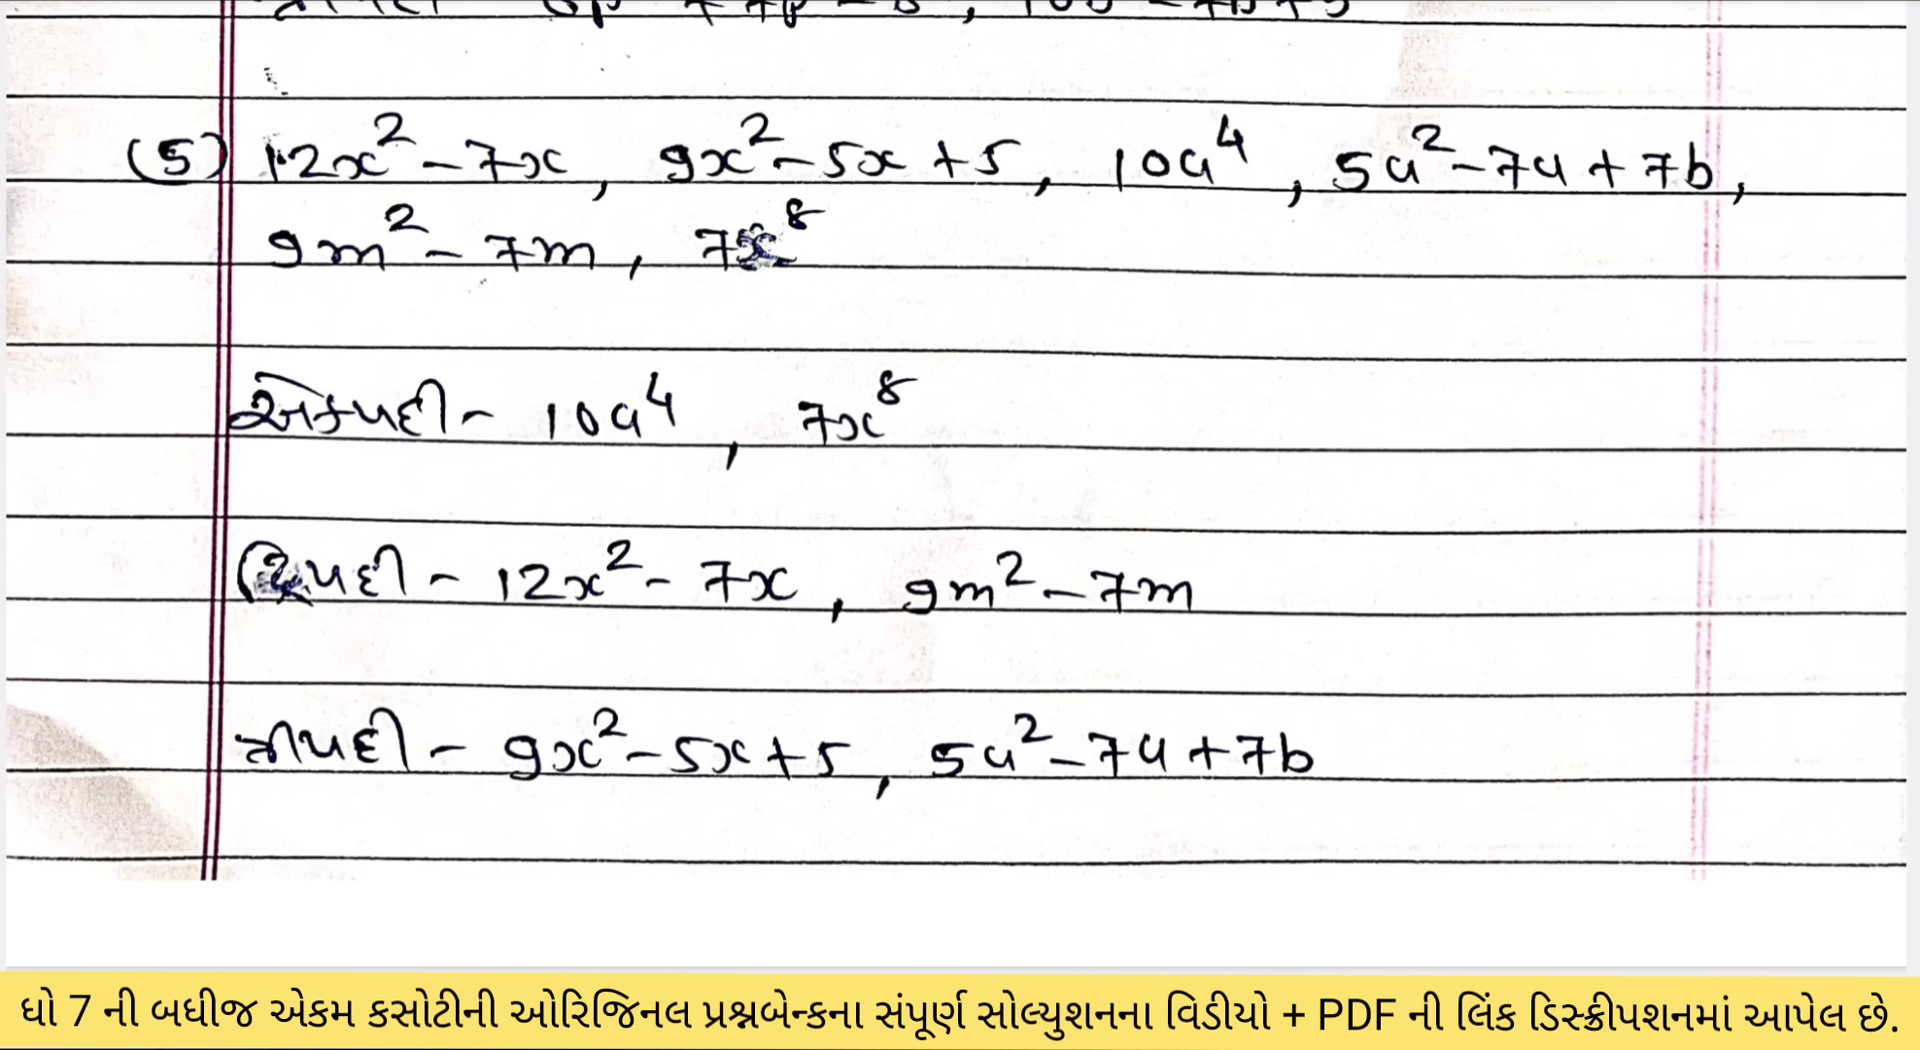 (5) 12x² - 7x, 9x² - 5x + 5, 10a⁴, 5a² - 7a + 7b,
9m² - 7m, 7x⁸
એકપદી - 10a⁴, 7x⁸
દ્વિપદી - 12x² - 7x, 9m² - 7m
ત્રીપદી - 9x² - 5x + 5, 5a² - 7a + 7b
ધો 7 ની બધીજ એકમ કસોટીની ઓરિજિનલ પ્રશ્નબેન્કના સંપૂર્ણ સોલ્યુશનના વિડીયો + PDF ની લિંક ડિસ્ક્રીપશનમાં આપેલ છે.